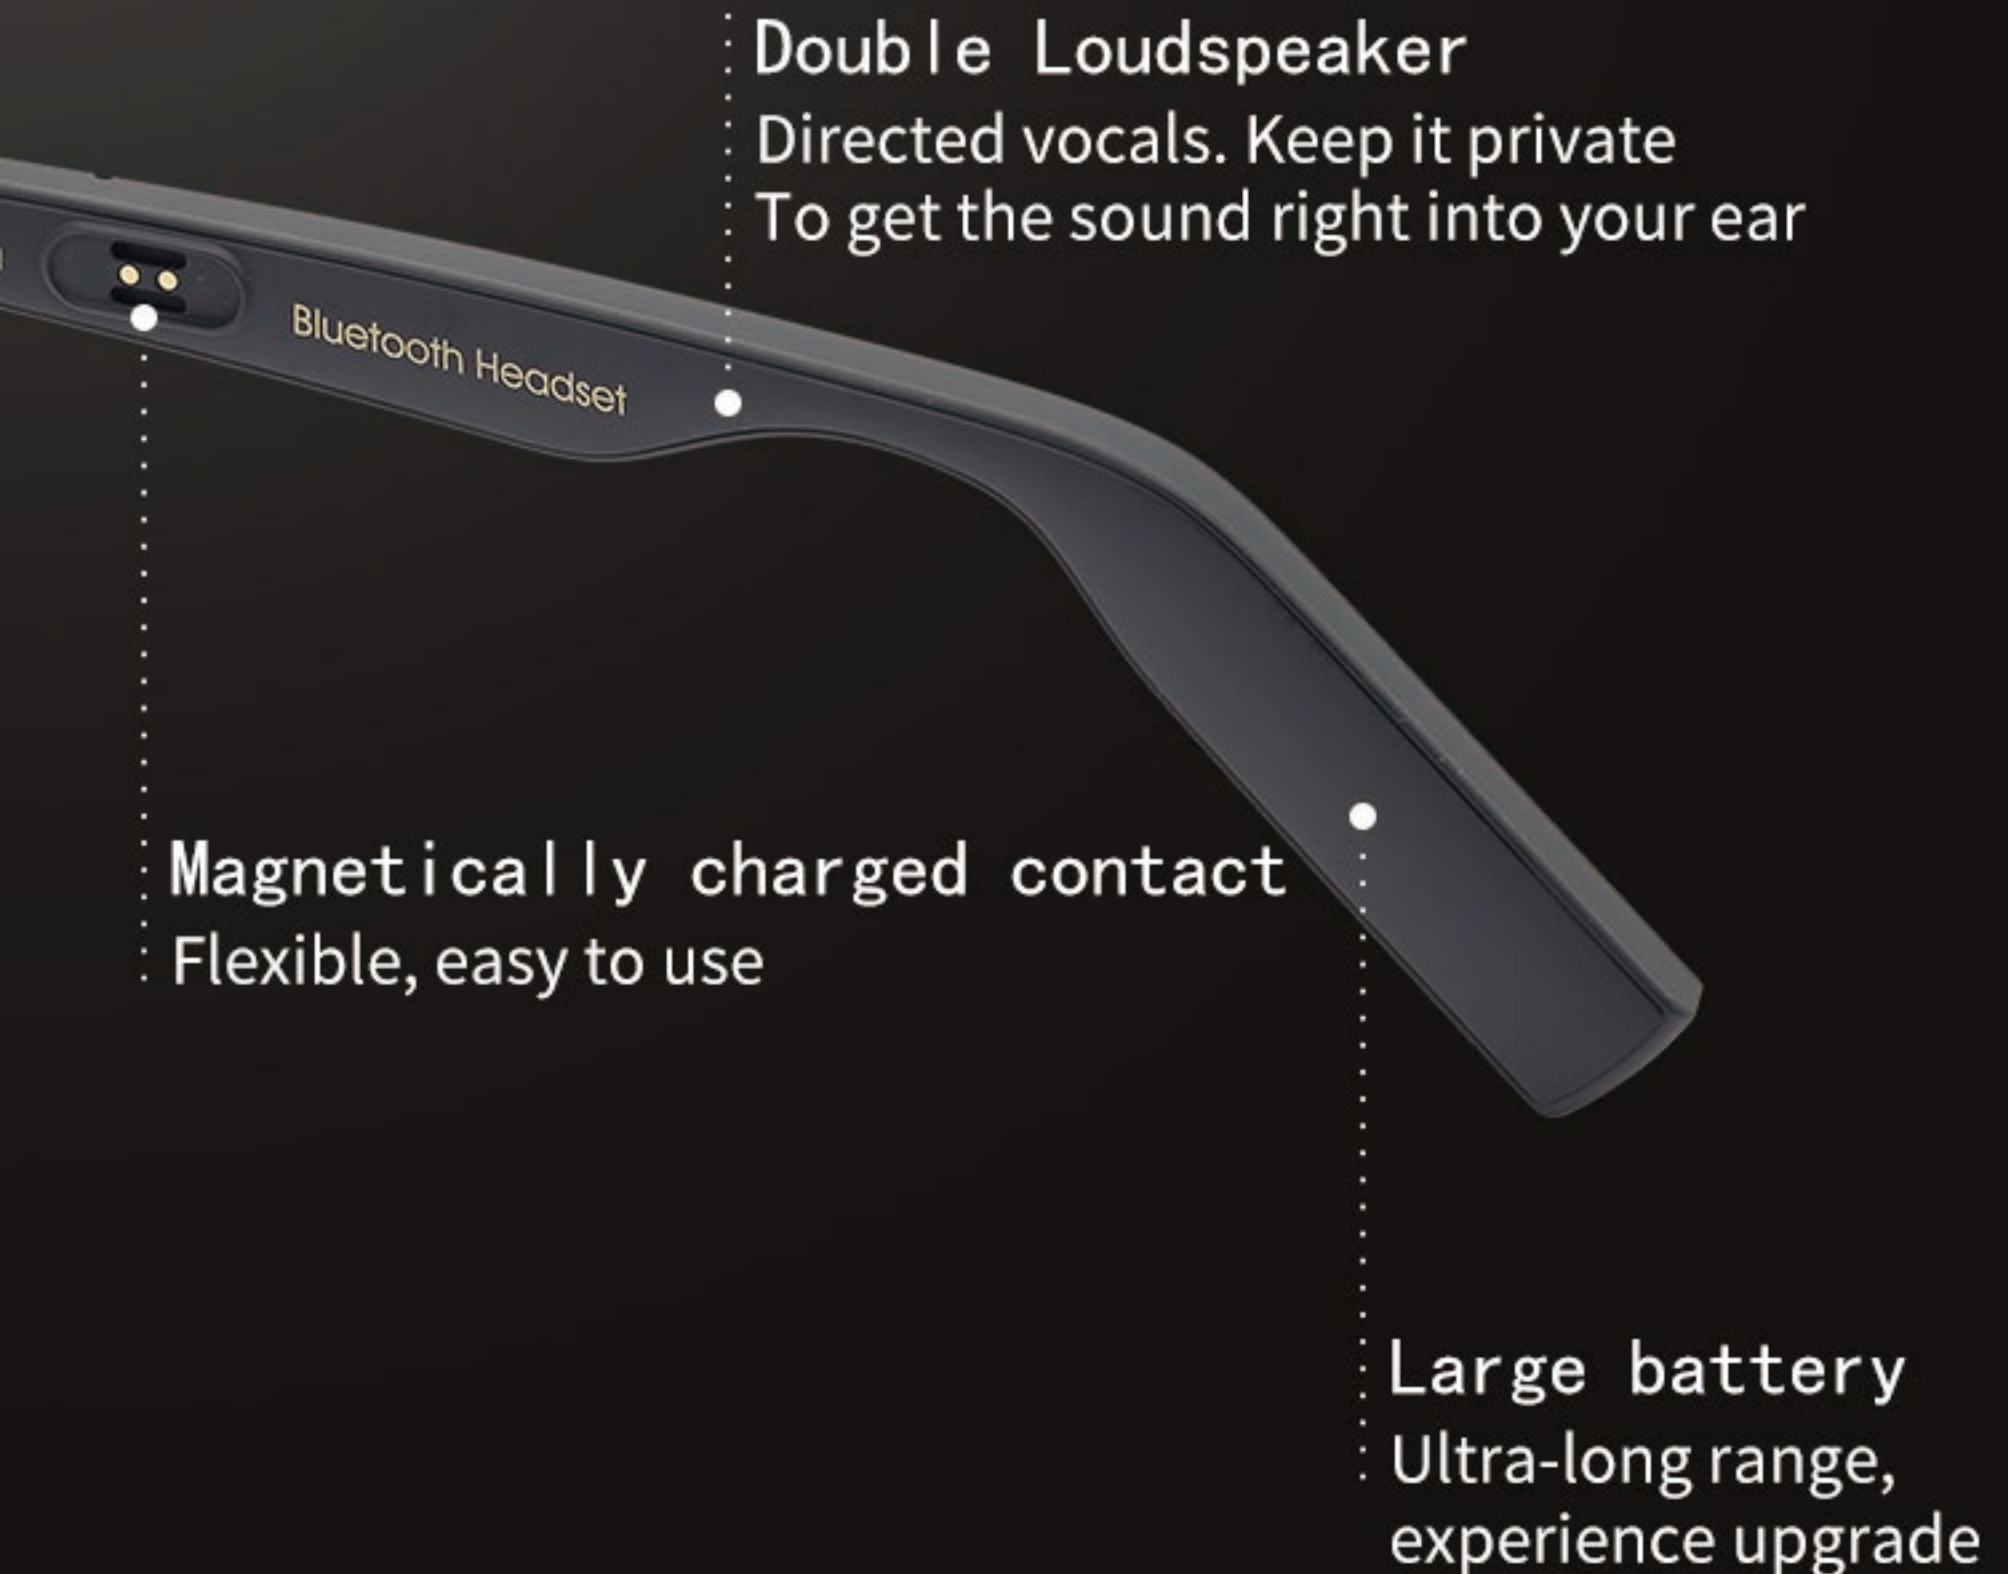 Double Loudspeaker
Directed vocals. Keep it private
To get the sound right into your ear
Bluetooth Headset
Magnetically charged contact
Flexible, easy to use
Large battery
Ultra-long range,
experience upgrade